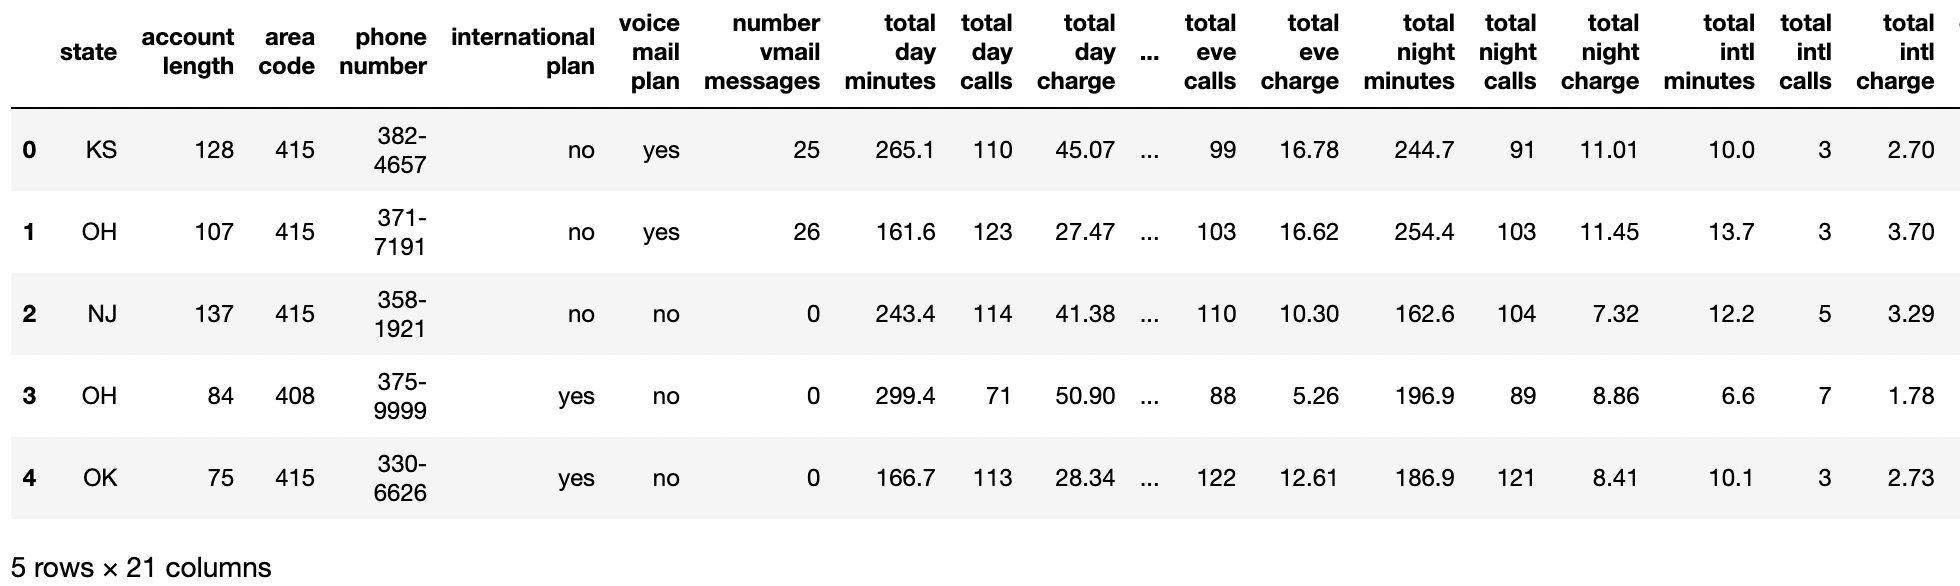 state account length area code phone number international plan voice mail plan number vmail messages total day minutes total day calls total day charge ... total eve calls total eve charge total night minutes total night calls total night charge total intl minutes total intl calls total intl charge
0 KS 128 415 382-4657 no yes 25 265.1 110 45.07 ... 99 16.78 244.7 91 11.01 10.0 3 2.70
1 OH 107 415 371-7191 no yes 26 161.6 123 27.47 ... 103 16.62 254.4 103 11.45 13.7 3 3.70
2 NJ 137 415 358-1921 no no 0 243.4 114 41.38 ... 110 10.30 162.6 104 7.32 12.2 5 3.29
3 OH 84 408 375-9999 yes no 0 299.4 71 50.90 ... 88 5.26 196.9 89 8.86 6.6 7 1.78
4 OK 75 415 330-6626 yes no 0 166.7 113 28.34 ... 122 12.61 186.9 121 8.41 10.1 3 2.73
5 rows × 21 columns